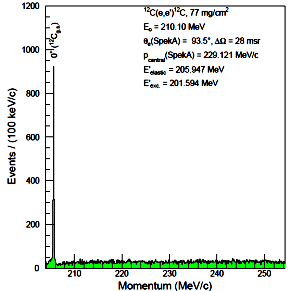 1200
1000
800
600
400
200
0
Events / (100 keV/c)
0⁺ (¹²C g.s.)
¹²C(e,e')¹²C, 77 mg/cm²
E₀ = 210.10 MeV
θₑ(SpekA) = 93.5°, ΔΩ = 28 msr
p_central(SpekA) = 229.121 MeV/c
E'_elastic = 205.947 MeV
E'_exc. = 201.594 MeV
210 220 230 240 250
Momentum (MeV/c)